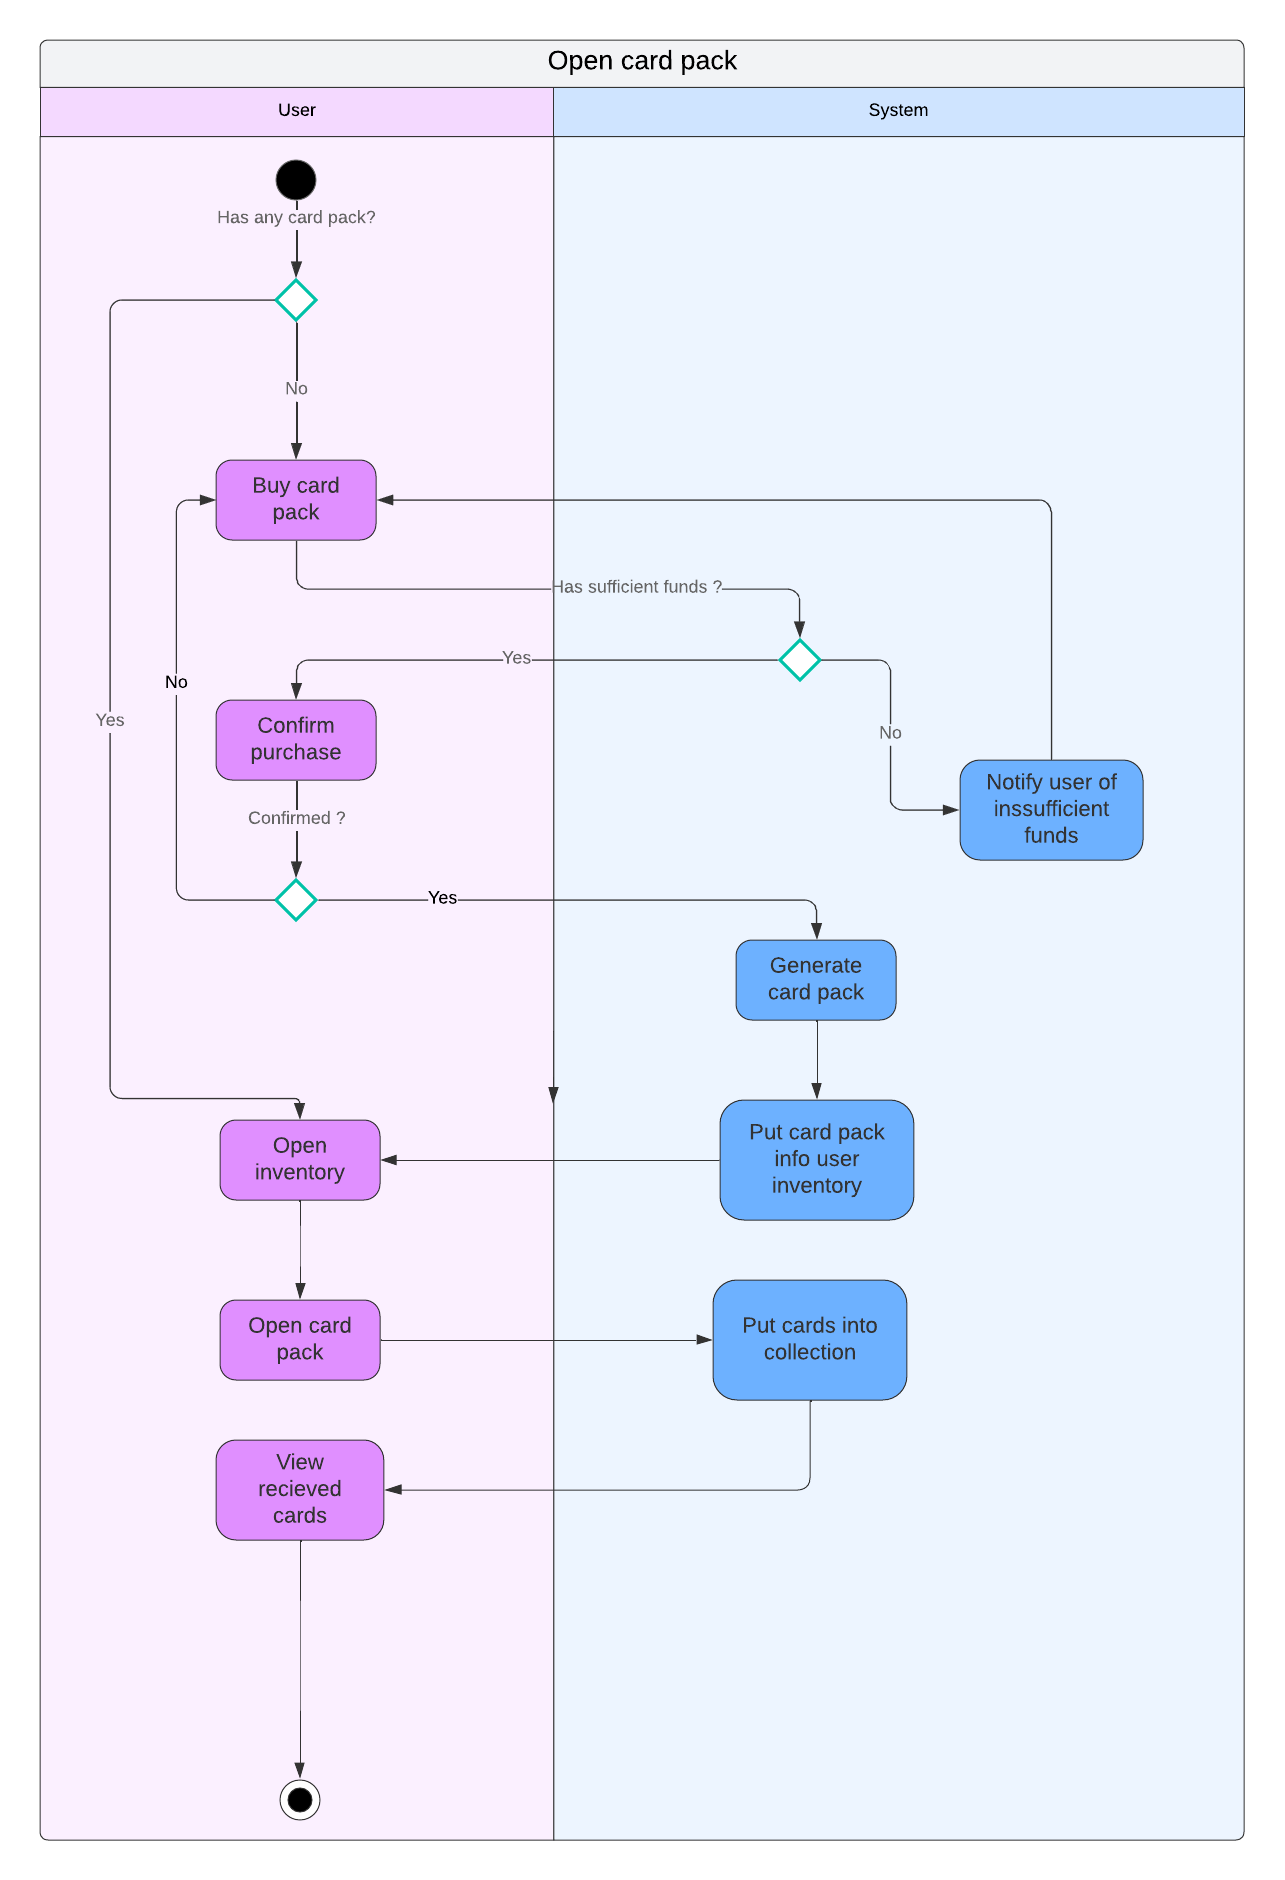 Open card pack
User
System
Has any card pack?
No
Buy card
pack
Has sufficient funds ?
Yes
No
Confirm
purchase
Yes
No
Notify user of
inssufficient
funds
Confirmed ?
Yes
Generate
card pack
Open
inventory
Put card pack
info user
inventory
Open card
pack
Put cards into
collection
View
recieved
cards